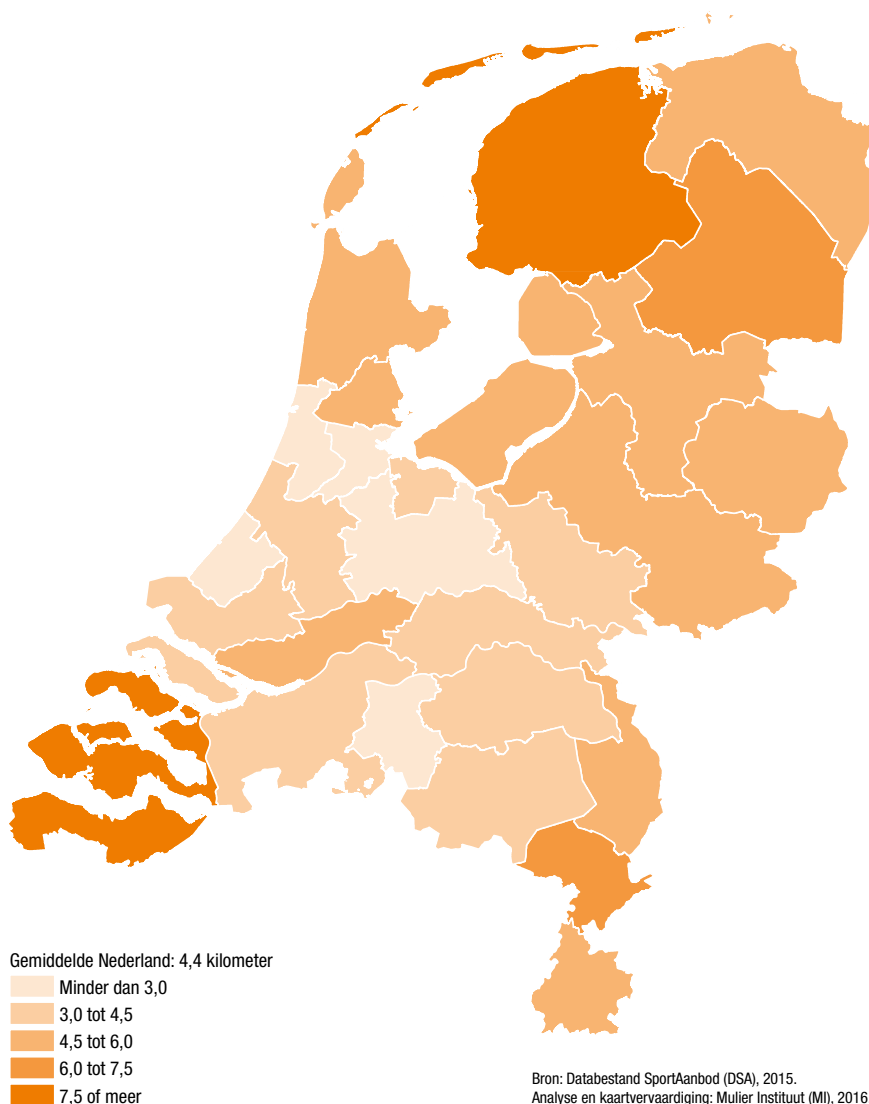 Gemiddelde Nederland: 4,4 kilometer
Minder dan 3,0
3,0 tot 4,5
4,5 tot 6,0
6,0 tot 7,5
7,5 of meer
Bron: Databestand SportAanbod (DSA), 2015.
Analyse en kaartvervaardiging: Mulier Instituut (MI), 2016